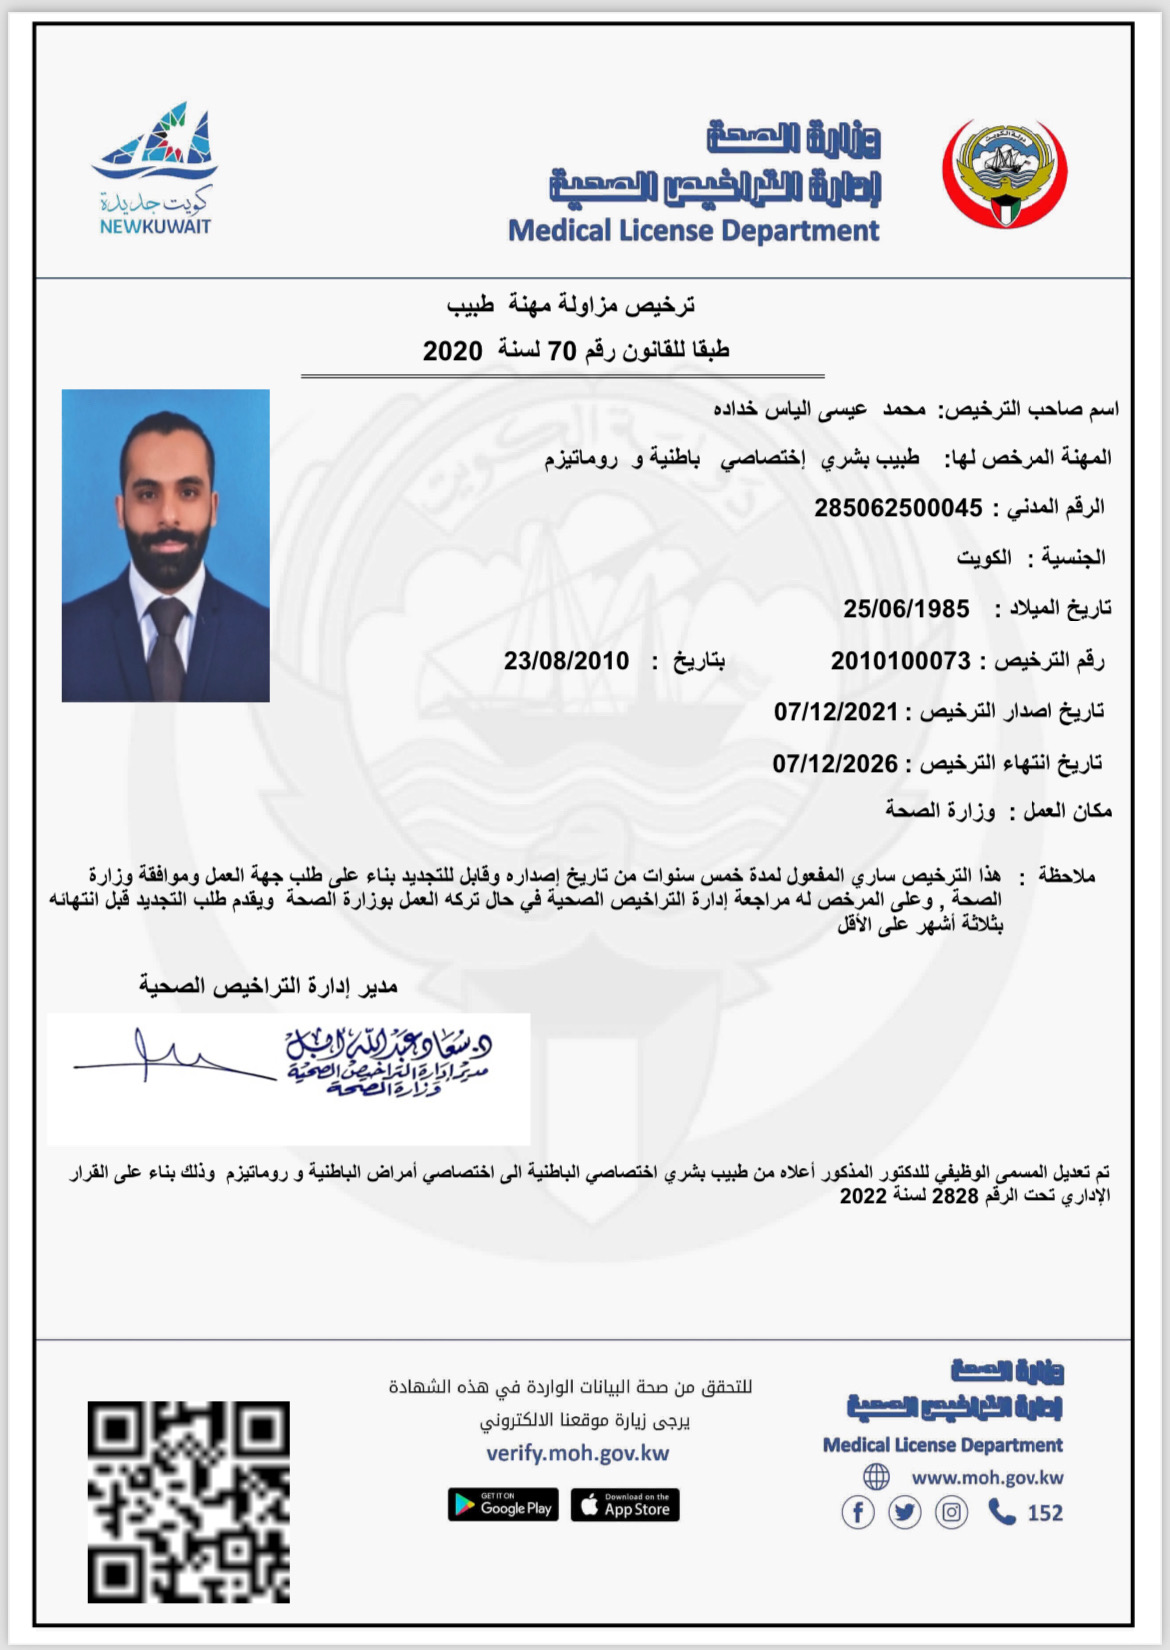 كويت جديدة
NEWKUWAIT
وزارة الصحة
إدارة التراخيص الصحية
Medical License Department
دولة الكويت
ترخيص مزاولة مهنة طبيب
طبقا للقانون رقم 70 لسنة 2020
اسم صاحب الترخيص: محمد عيسى الياس خداده
المهنة المرخص لها: طبيب بشري إختصاصي باطنية و روماتيزم
الرقم المدني : 285062500045
الجنسية : الكويت
تاريخ الميلاد : 25/06/1985
رقم الترخيص : 2010100073 بتاريخ : 23/08/2010
تاريخ اصدار الترخيص : 07/12/2021
تاريخ انتهاء الترخيص : 07/12/2026
مكان العمل : وزارة الصحة
ملاحظة : هذا الترخيص ساري المفعول لمدة خمس سنوات من تاريخ إصداره وقابل للتجديد بناء على طلب جهة العمل وموافقة وزارة
الصحة , وعلى المرخص له مراجعة إدارة التراخيص الصحية في حال تركه العمل بوزارة الصحة ويقدم طلب التجديد قبل انتهائه
بثلاثة أشهر على الأقل
مدير إدارة التراخيص الصحية
د. سعاد عبدالله
مدير إدارة التراخيص الصحية
وزارة الصحة
تم تعديل المسمى الوظيفي للدكتور المذكور أعلاه من طبيب بشري اختصاصي الباطنية الى اختصاصي أمراض الباطنية و روماتيزم وذلك بناء على القرار
الإداري تحت الرقم 2828 لسنة 2022
للتحقق من صحة البيانات الواردة في هذه الشهادة
يرجى زيارة موقعنا الالكتروني
verify.moh.gov.kw
GET IT ON
Google Play
Download on the
App Store
وزارة الصحة
إدارة التراخيص الصحية
Medical License Department
www.moh.gov.kw
152